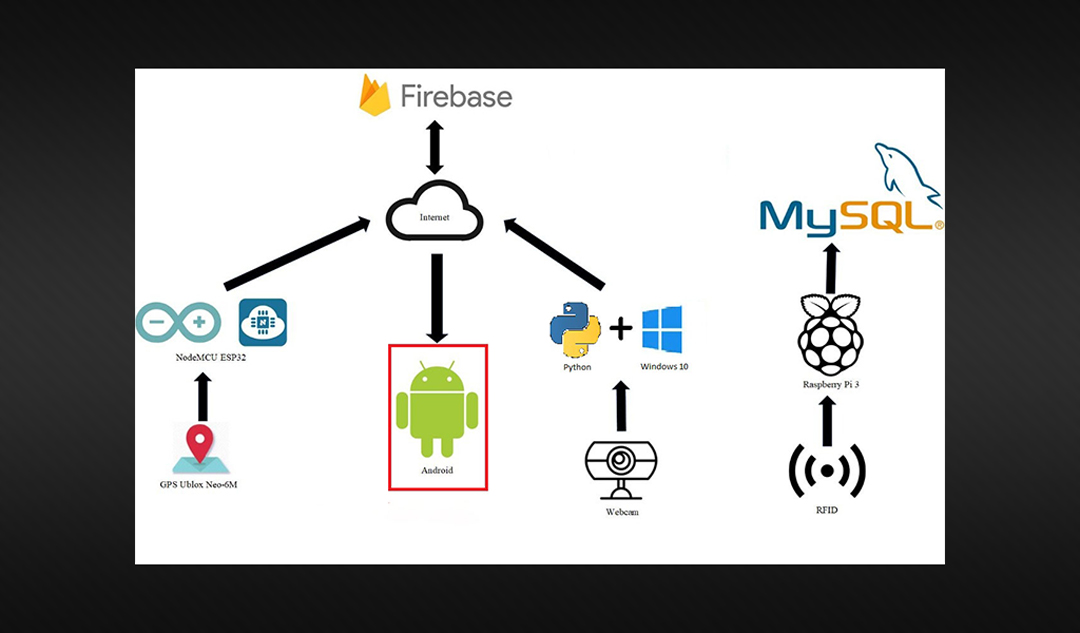 Firebase
Internet
MySQL®
NodeMCU ESP32
Python
Windows 10
Raspberry Pi 3
Android
GPS Ublox Neo-6M
Webcam
RFID